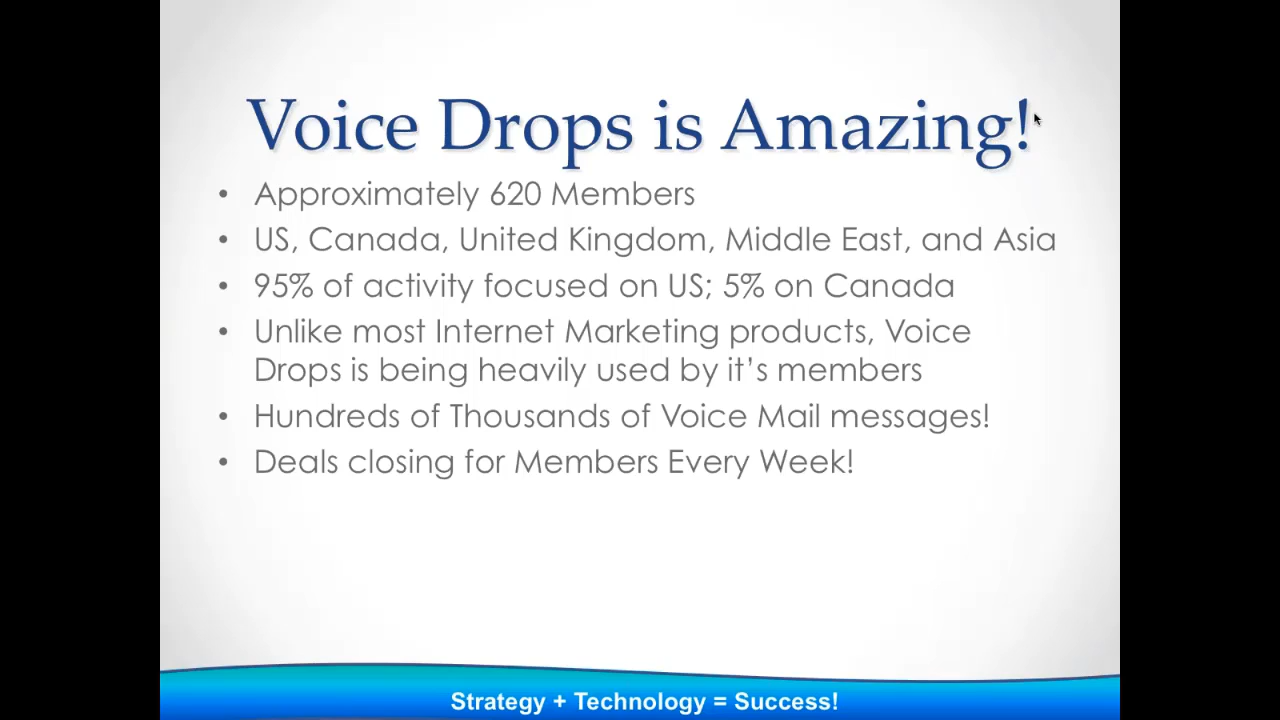 Voice Drops is Amazing!
• Approximately 620 Members
• US, Canada, United Kingdom, Middle East, and Asia
• 95% of activity focused on US; 5% on Canada
• Unlike most Internet Marketing products, Voice
Drops is being heavily used by it’s members
• Hundreds of Thousands of Voice Mail messages!
• Deals closing for Members Every Week!
Strategy + Technology = Success!